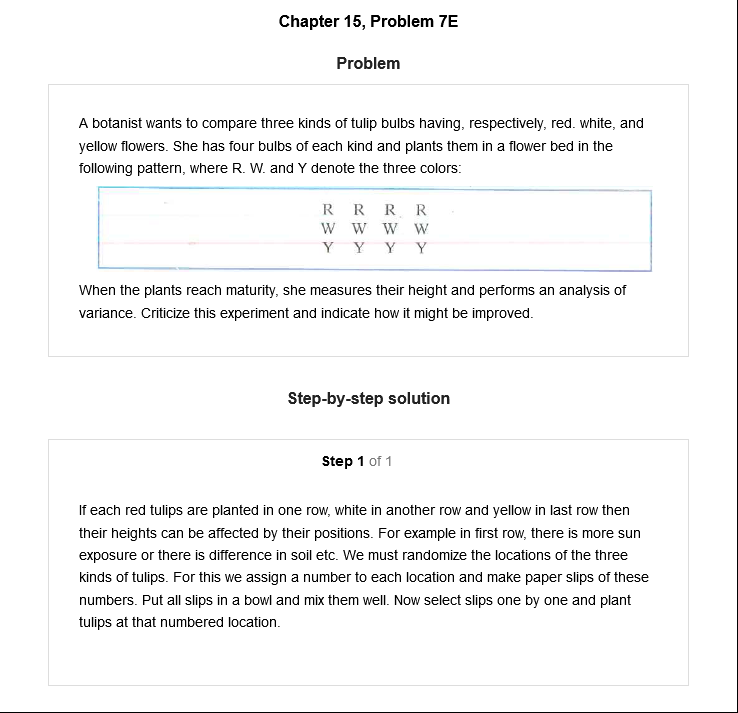 Chapter 15, Problem 7E
Problem
A botanist wants to compare three kinds of tulip bulbs having, respectively, red. white, and
yellow flowers. She has four bulbs of each kind and plants them in a flower bed in the
following pattern, where R. W. and Y denote the three colors:
R R R R
W W W W
Y Y Y Y
When the plants reach maturity, she measures their height and performs an analysis of
variance. Criticize this experiment and indicate how it might be improved.
Step-by-step solution
Step 1 of 1
If each red tulips are planted in one row, white in another row and yellow in last row then
their heights can be affected by their positions. For example in first row, there is more sun
exposure or there is difference in soil etc. We must randomize the locations of the three
kinds of tulips. For this we assign a number to each location and make paper slips of these
numbers. Put all slips in a bowl and mix them well. Now select slips one by one and plant
tulips at that numbered location.